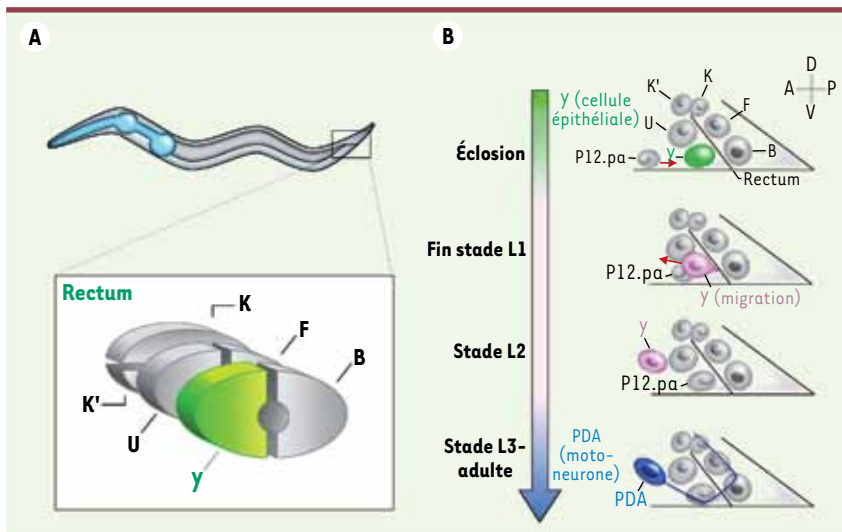 A
Rectum
K
F
B
K'
U
y
B
D
A
P
V
K'
K
y (cellule
épithéliale)
F
U
Éclosion
P12.pa
y
B
Rectum
Fin stade L1
P12.pa
y (migration)
y
Stade L2
P12.pa
Stade L3-
adulte
PDA
(moto-
neurone)
PDA